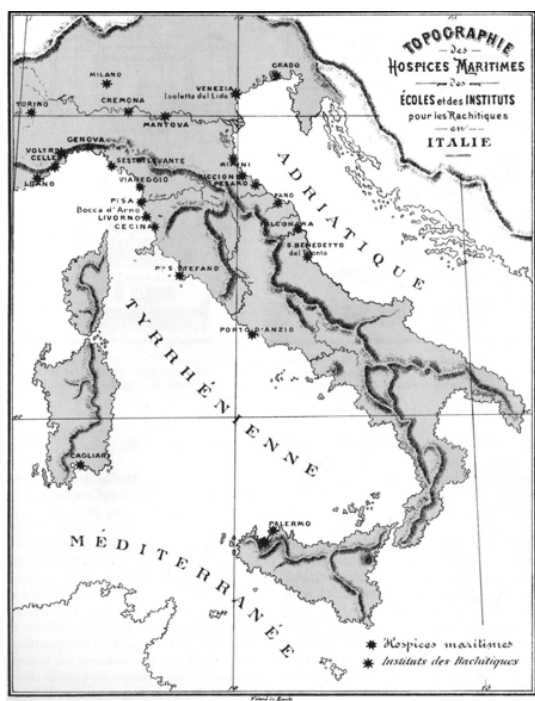 TOPOGRAPHIE
des
HOSPICES MARITIMES
des
ÉCOLES et des INSTITUTS
pour les Rachitiques
en
ITALIE
MILANO
GRADO
VENEZIA
Isoletta del Lido
TORINO
CREMONA
MANTOVA
GENOVA
VOLTRI
CELLE
SESTRI LEVANTE
RIMINI
LOANO
VIAREGGIO
RICCIONE
PESARO
PISA
FANO
Bocca d'Arno
LIVORNO
CECINA
FALCONARA
S. BENEDETTO
del Tronto
STEFANO
PORTO D'ANZIO
CAGLIARI
PALERMO
ADRIATIQUE
TYRRHÉNIENNE
MÉDITERRANÉE
Hospices maritimes
Instituts des Rachitiques